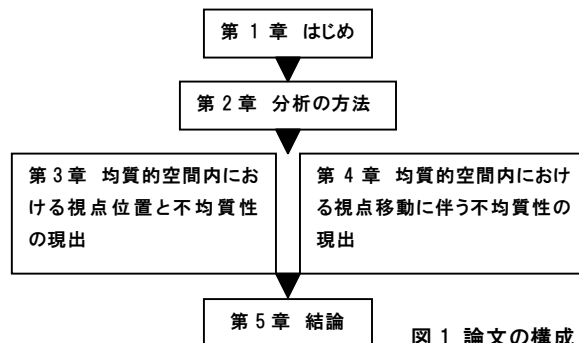 第 1 章 はじめ
第 2 章 分析の方法
第 3 章 均質的空間内にお
ける視点位置と不均質性
の現出
第 4 章 均質的空間内におけ
る視点移動に伴う不均質性の
現出
第 5 章 結論
図 1 論文の構成